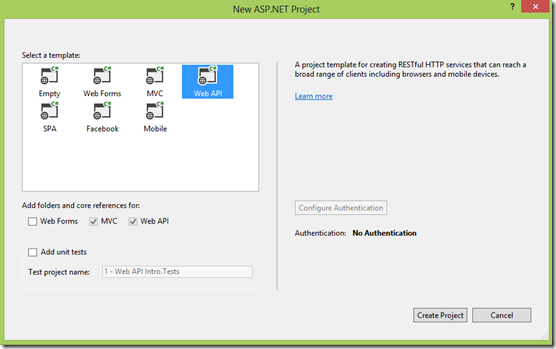 New ASP.NET Project
? ×
Select a template:
Empty Web Forms MVC Web API
SPA Facebook Mobile
A project template for creating RESTful HTTP services that can reach a
broad range of clients including browsers and mobile devices.
Learn more
Add folders and core references for:
Web Forms MVC Web API
Configure Authentication
Authentication: No Authentication
Add unit tests
Test project name: 1 - Web API Intro.Tests
Create Project Cancel